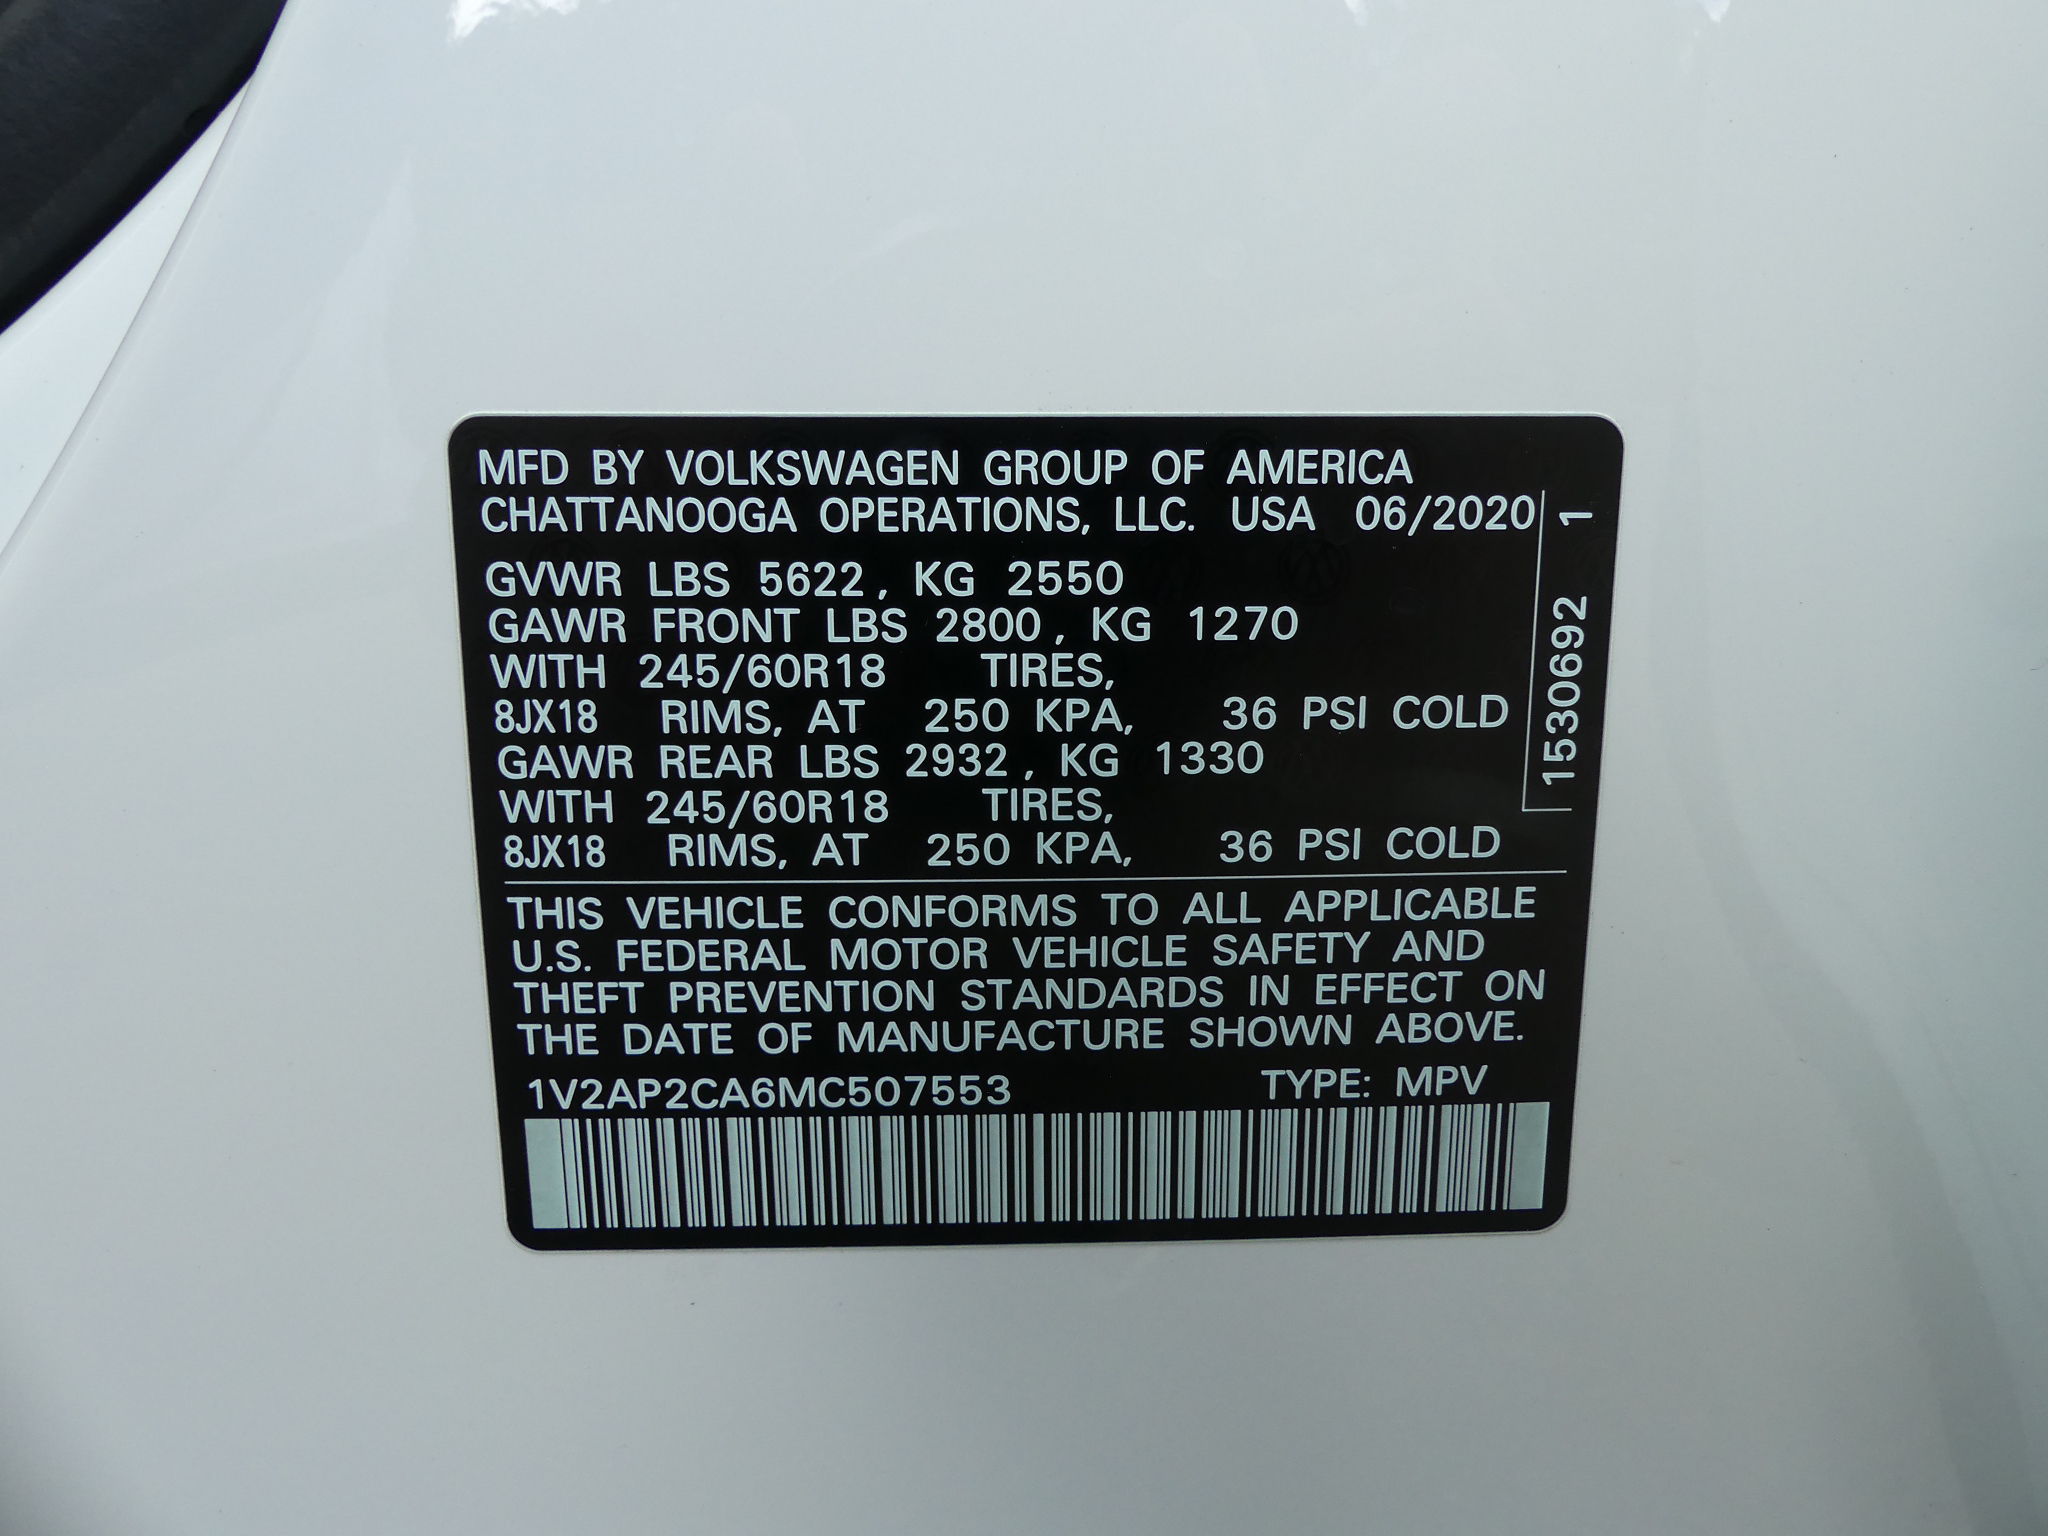 MFD BY VOLKSWAGEN GROUP OF AMERICA
CHATTANOOGA OPERATIONS, LLC. USA 06/2020
GVWR LBS 5622, KG 2550
GAWR FRONT LBS 2800, KG 1270
WITH 245/60R18 TIRES,
8JX18 RIMS, AT 250 KPA, 36 PSI COLD
GAWR REAR LBS 2932, KG 1330
WITH 245/60R18 TIRES,
8JX18 RIMS, AT 250 KPA, 36 PSI COLD
THIS VEHICLE CONFORMS TO ALL APPLICABLE
U.S. FEDERAL MOTOR VEHICLE SAFETY AND
THEFT PREVENTION STANDARDS IN EFFECT ON
THE DATE OF MANUFACTURE SHOWN ABOVE.
1V2AP2CA6MC507553 TYPE: MPV
1530692 1